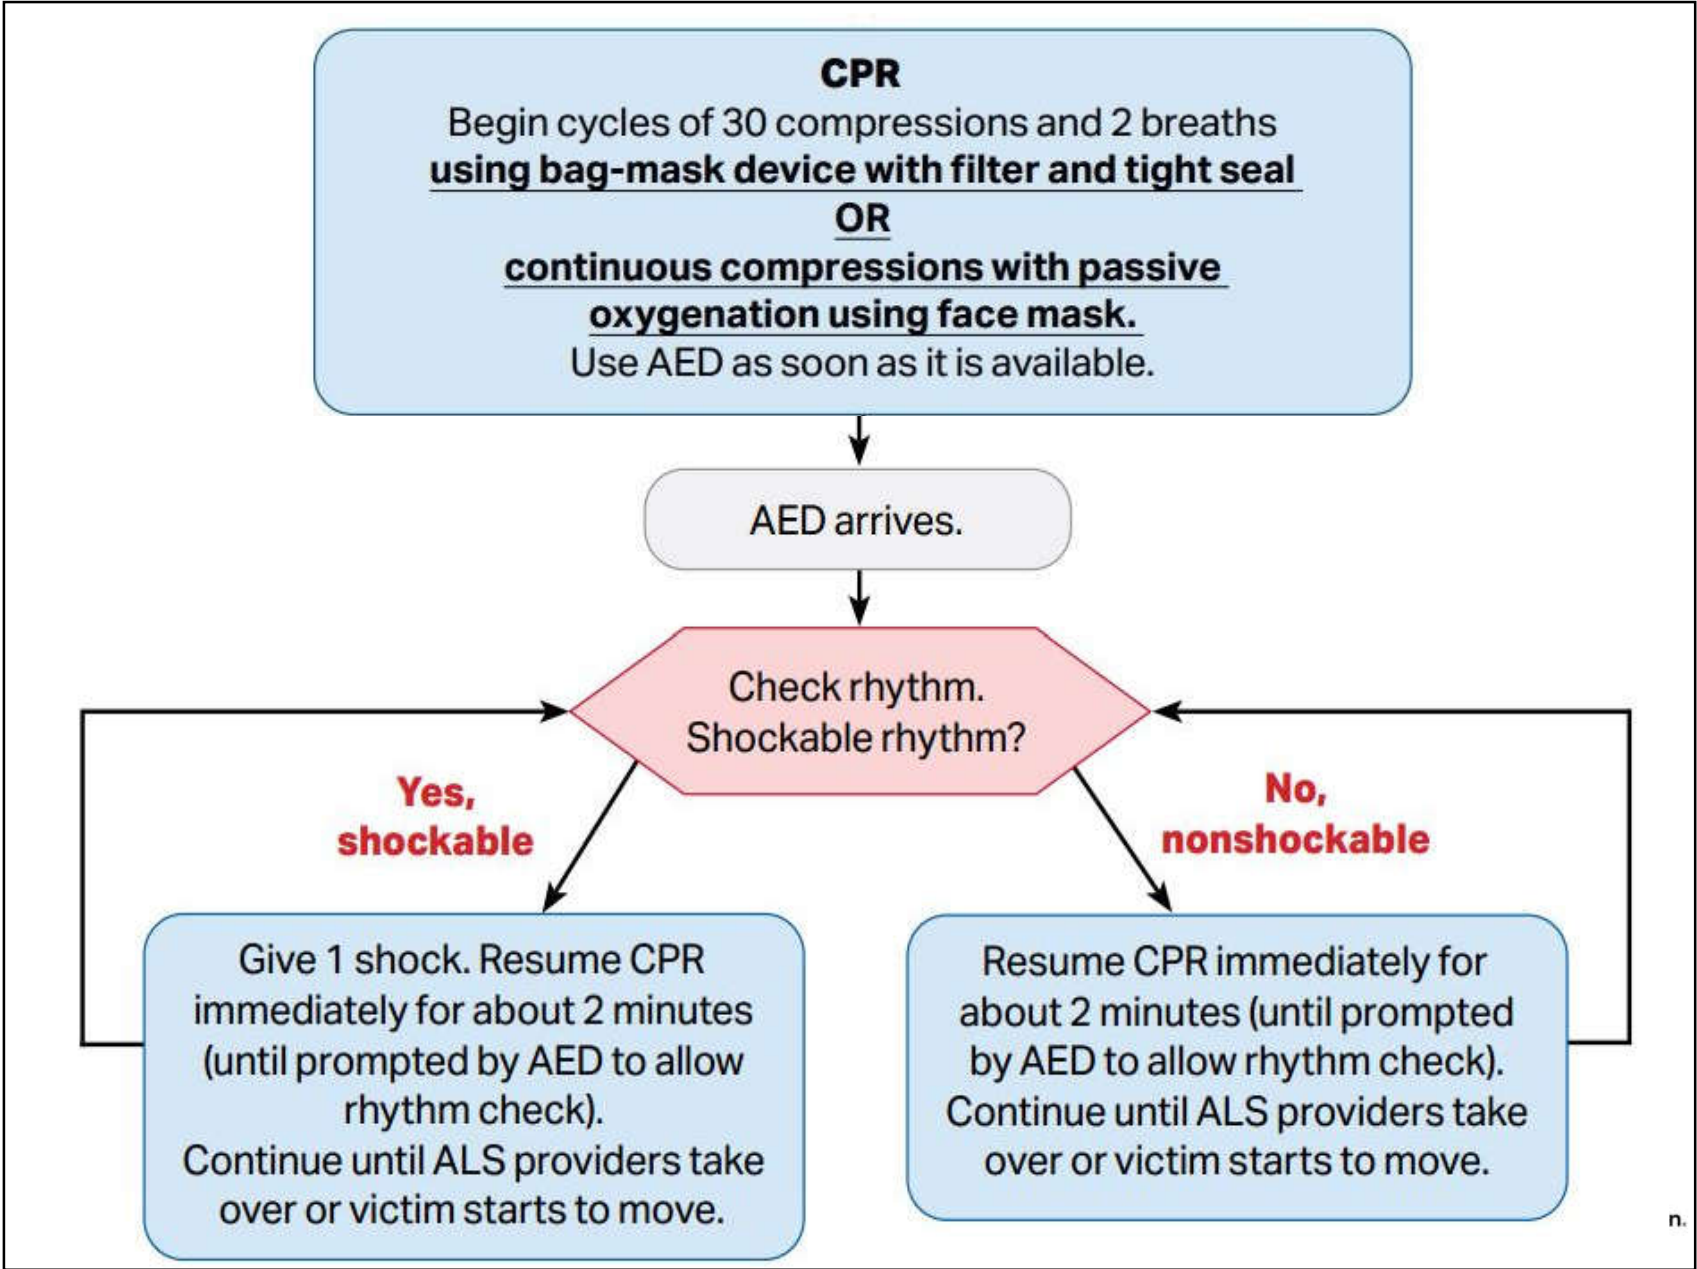 CPR
Begin cycles of 30 compressions and 2 breaths
using bag-mask device with filter and tight seal
OR
continuous compressions with passive
oxygenation using face mask.
Use AED as soon as it is available.
AED arrives.
Check rhythm.
Shockable rhythm?
Yes,
shockable
No,
nonshockable
Give 1 shock. Resume CPR
immediately for about 2 minutes
(until prompted by AED to allow
rhythm check).
Continue until ALS providers take
over or victim starts to move.
Resume CPR immediately for
about 2 minutes (until prompted
by AED to allow rhythm check).
Continue until ALS providers take
over or victim starts to move.
n.